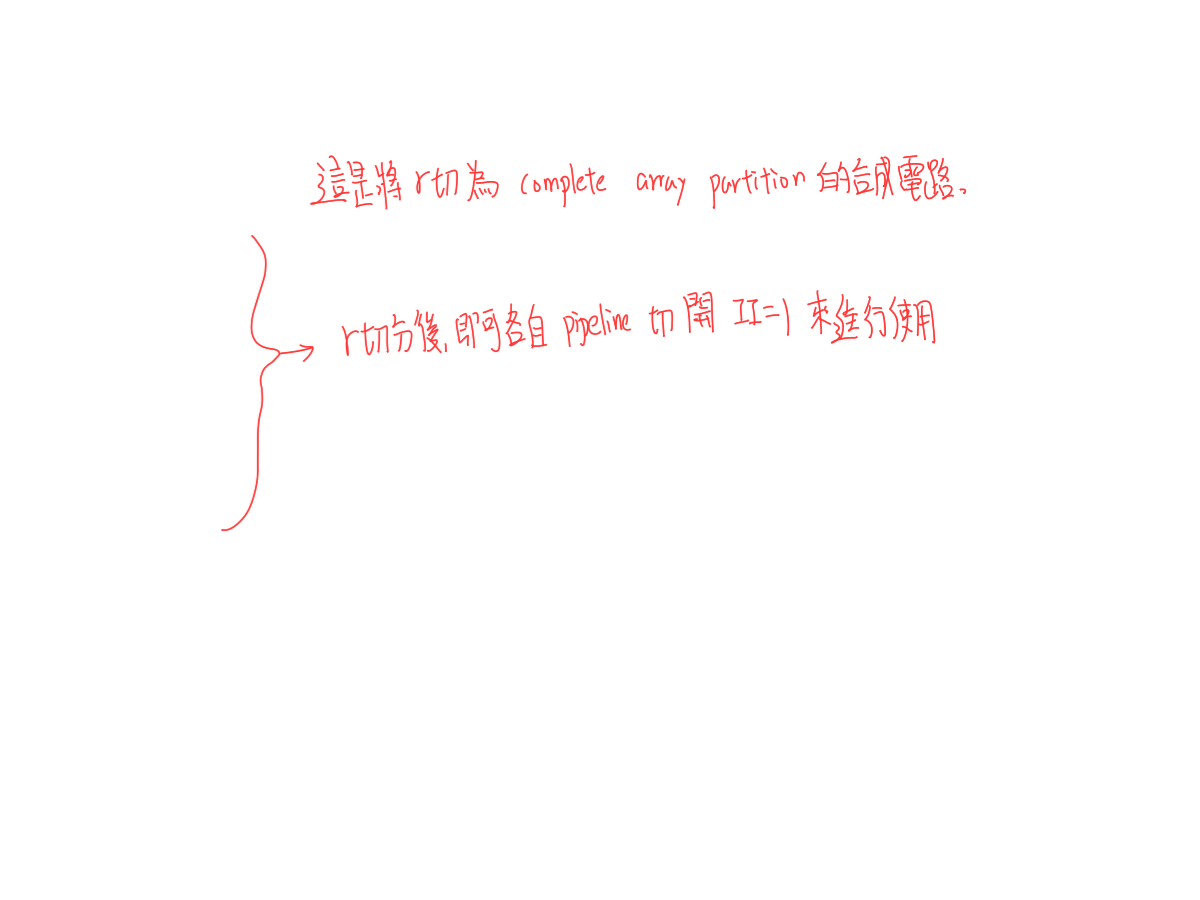 這是將r切為 complete array partition 的合成電路。
r切分後,即可各自 pipeline 切開 II=1 來進行使用